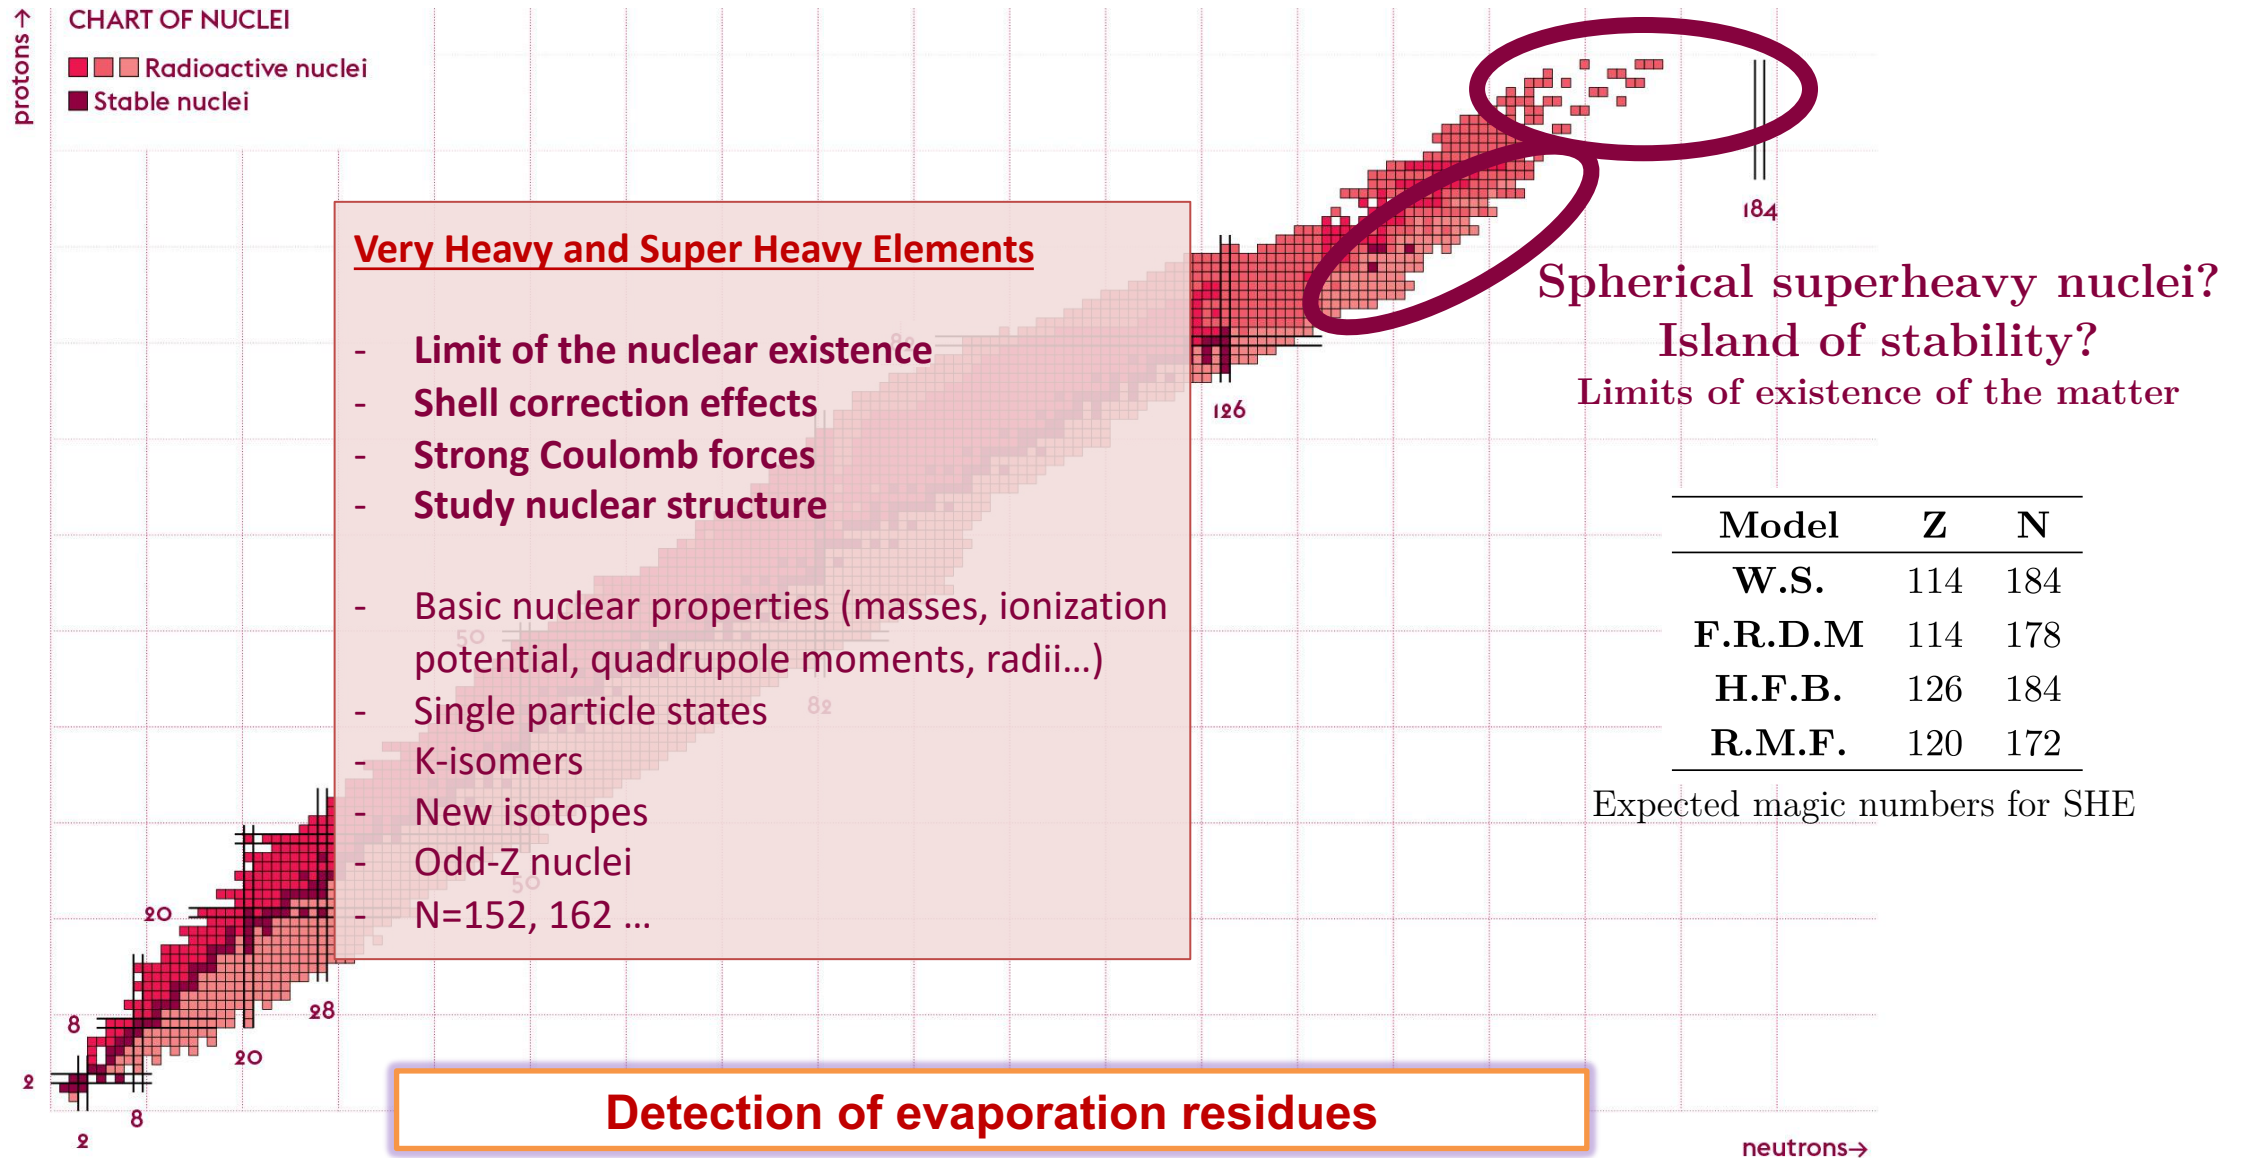 protons→
CHART OF NUCLEI
Radioactive nuclei
Stable nuclei
184
Very Heavy and Super Heavy Elements
- Limit of the nuclear existence
- Shell correction effects
- Strong Coulomb forces
- Study nuclear structure
- Basic nuclear properties (masses, ionization
potential, quadrupole moments, radii...)
- Single particle states
- K-isomers
- New isotopes
- Odd-Z nuclei
- N=152, 162 ...
82
50
82
50
126
Spherical superheavy nuclei?
Island of stability?
Limits of existence of the matter
Model Z N
W.S. 114 184
F.R.D.M 114 178
H.F.B. 126 184
R.M.F. 120 172
Expected magic numbers for SHE
20
28
8
20
2
8
2
Detection of evaporation residues
neutrons→